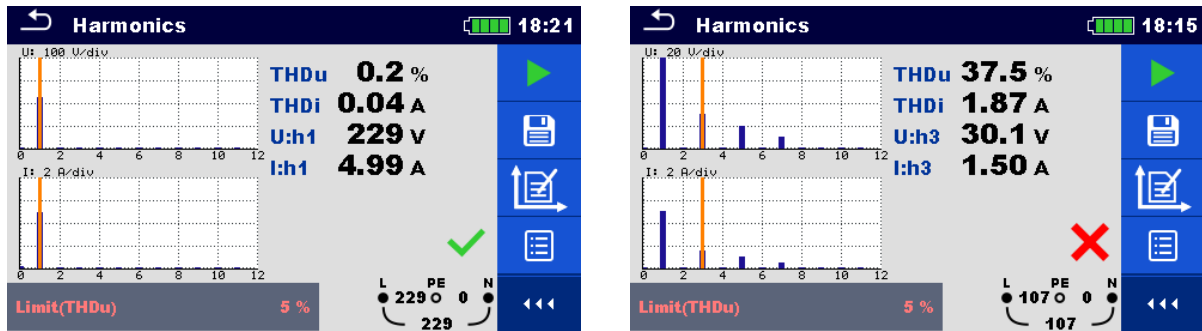 Harmonics 18:21
U: 100 V/div
THDu 0.2 %
THDi 0.04 A
U:h1 229 V
I:h1 4.99 A
0 2 4 6 8 10 12
I: 2 A/div
0 2 4 6 8 10 12
Limit(THDu) 5 %
L PE N
229 0
229
Harmonics 18:15
U: 20 V/div
THDu 37.5 %
THDi 1.87 A
U:h3 30.1 V
I:h3 1.50 A
0 2 4 6 8 10 12
I: 2 A/div
0 2 4 6 8 10 12
Limit(THDu) 5 %
L PE N
107 0
107